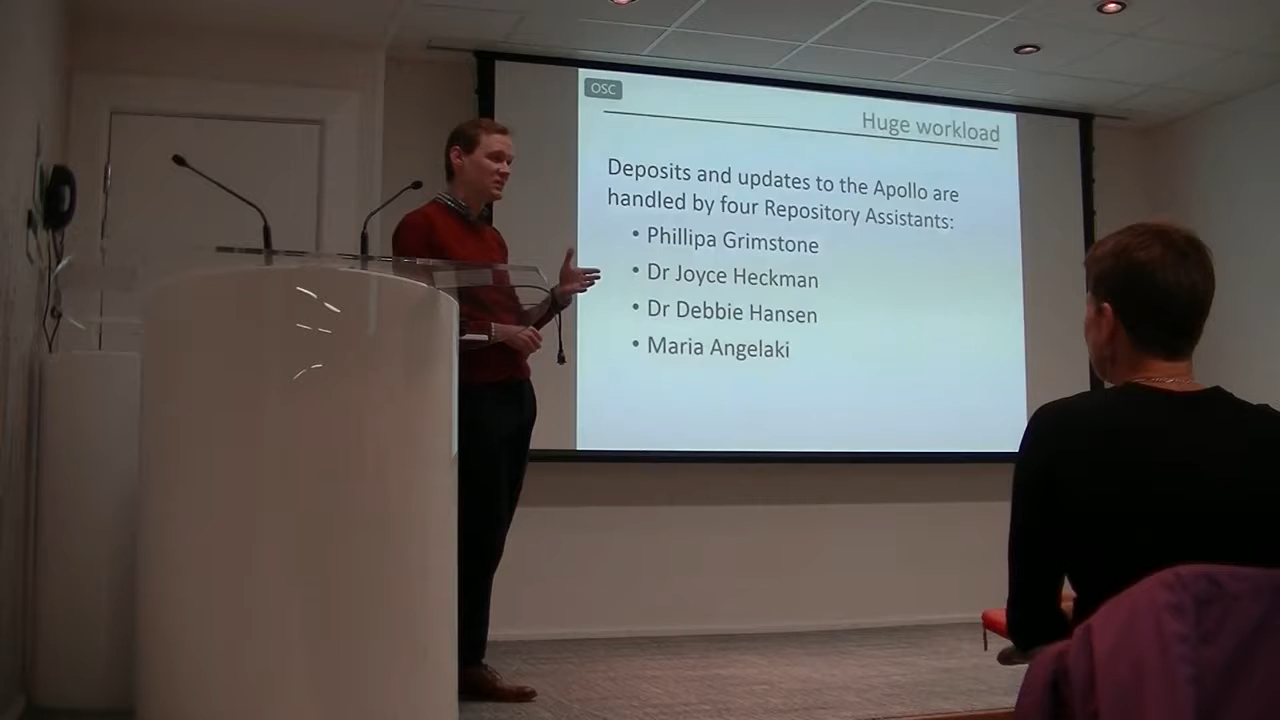 OSC
Huge workload
Deposits and updates to the Apollo are
handled by four Repository Assistants:
• Phillipa Grimstone
• Dr Joyce Heckman
• Dr Debbie Hansen
• Maria Angelaki